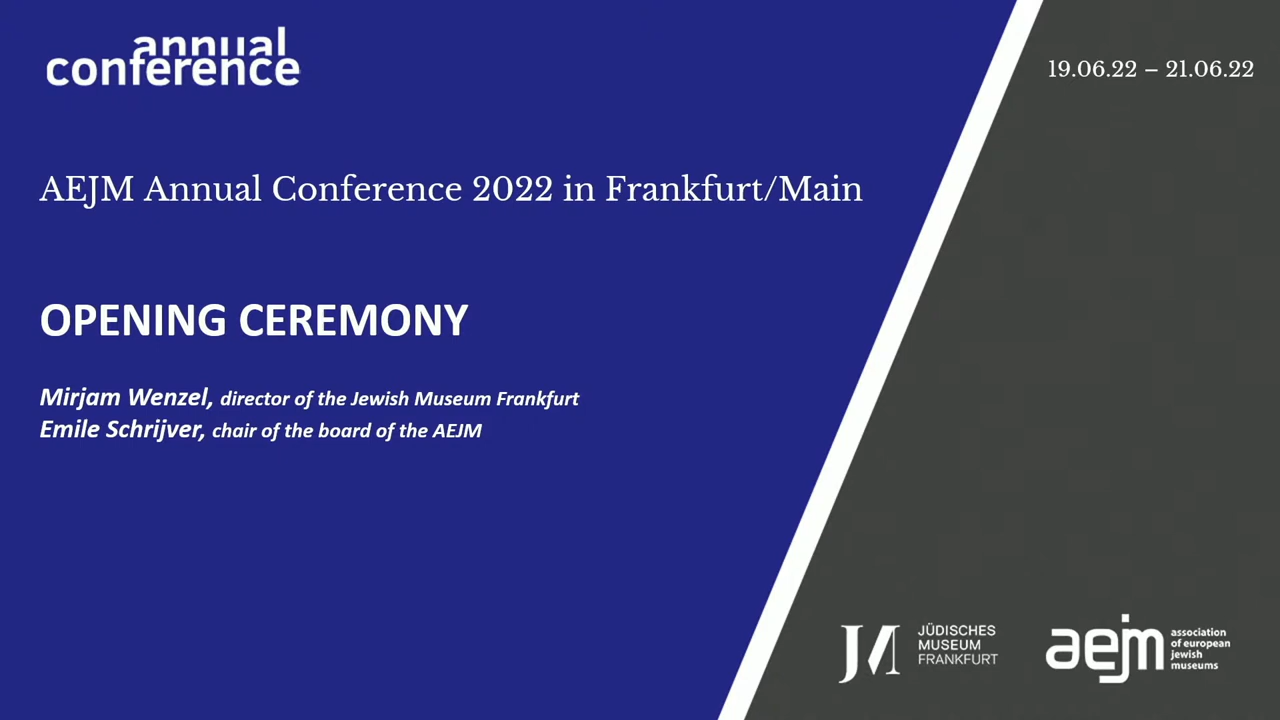 annual
conference
19.06.22 – 21.06.22
AEJM Annual Conference 2022 in Frankfurt/Main
OPENING CEREMONY
Mirjam Wenzel, director of the Jewish Museum Frankfurt
Emile Schrijver, chair of the board of the AEJM
JM
JÜDISCHES
MUSEUM
FRANKFURT
aejm
association
of european
jewish
museums